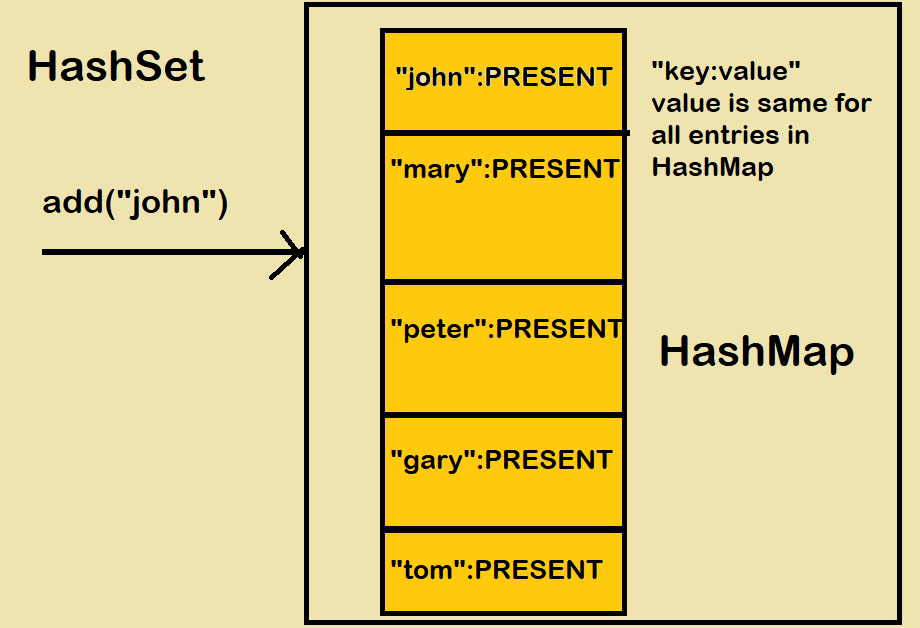 HashSet
add("john")
"john":PRESENT
"mary":PRESENT
"peter":PRESENT
"gary":PRESENT
"tom":PRESENT
"key:value"
value is same for
all entries in
HashMap
HashMap